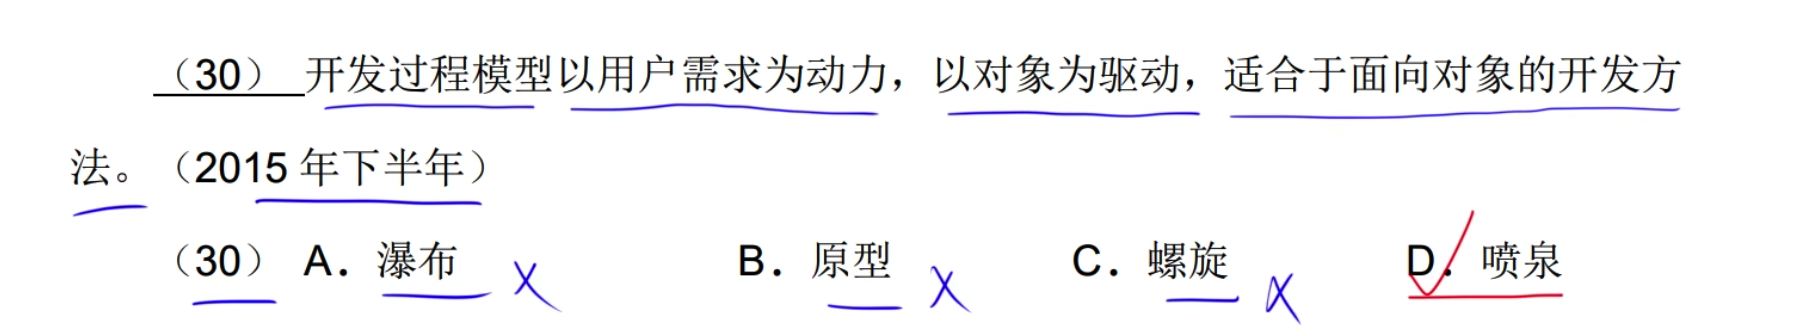 （30） 开发过程模型以用户需求为动力，以对象为驱动，适合于面向对象的开发方
法。（2015 年下半年）
（30） A．瀑布 B．原型 C．螺旋 D．喷泉